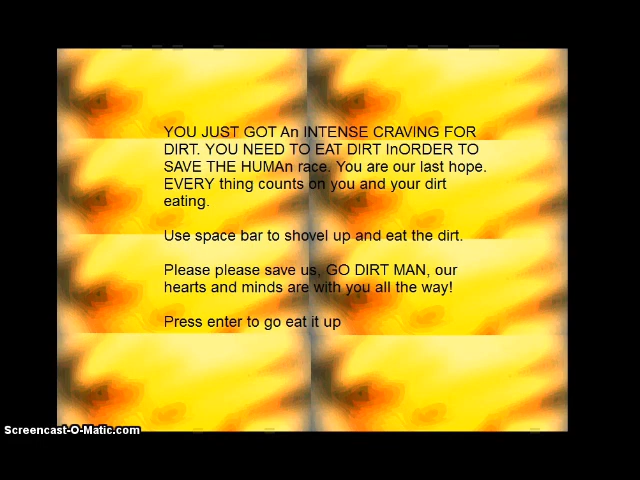 YOU JUST GOT An INTENSE CRAVING FOR
DIRT. YOU NEED TO EAT DIRT InORDER TO
SAVE THE HUMAn race. You are our last hope.
EVERY thing counts on you and your dirt
eating.
Use space bar to shovel up and eat the dirt.
Please please save us, GO DIRT MAN, our
hearts and minds are with you all the way!
Press enter to go eat it up
Screencast-O-Matic.com